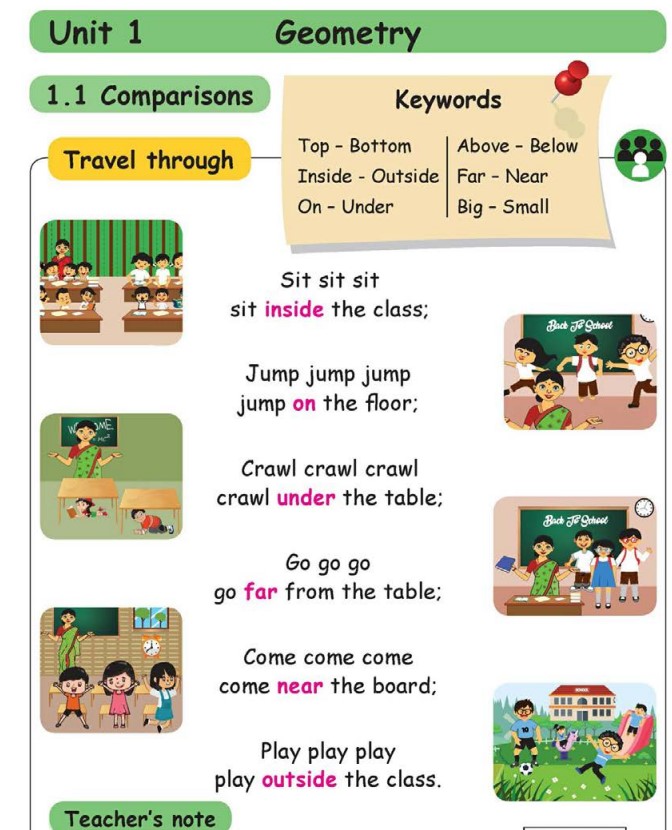 Unit 1 Geometry
1.1 Comparisons
Keywords
Top - Bottom
Inside - Outside
On - Under
Above - Below
Far - Near
Big - Small
Travel through
Sit sit sit
sit inside the class;
Back To School
Jump jump jump
jump on the floor;
Crawl crawl crawl
crawl under the table;
Back To School
Go go go
go far from the table;
Come come come
come near the board;
Play play play
play outside the class.
Teacher's note